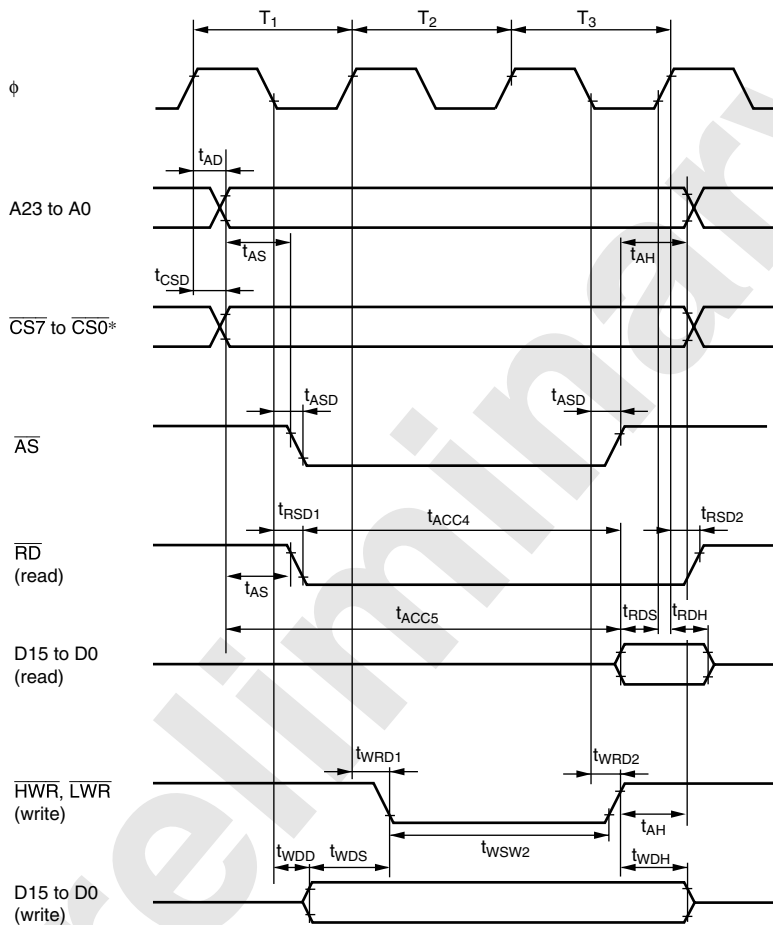 T1 T2 T3
φ
tAD
A23 to A0
tAS tAH
tCSD
CS7 to CS0*
tASD tASD
AS
tRSD1 tACC4 tRSD2
RD
(read)
tAS
tACC5 tRDS tRDH
D15 to D0
(read)
tWRD1 tWRD2
HWR, LWR
(write)
tAH
tWDD tWDS tWSW2 tWDH
D15 to D0
(write)
reliminary